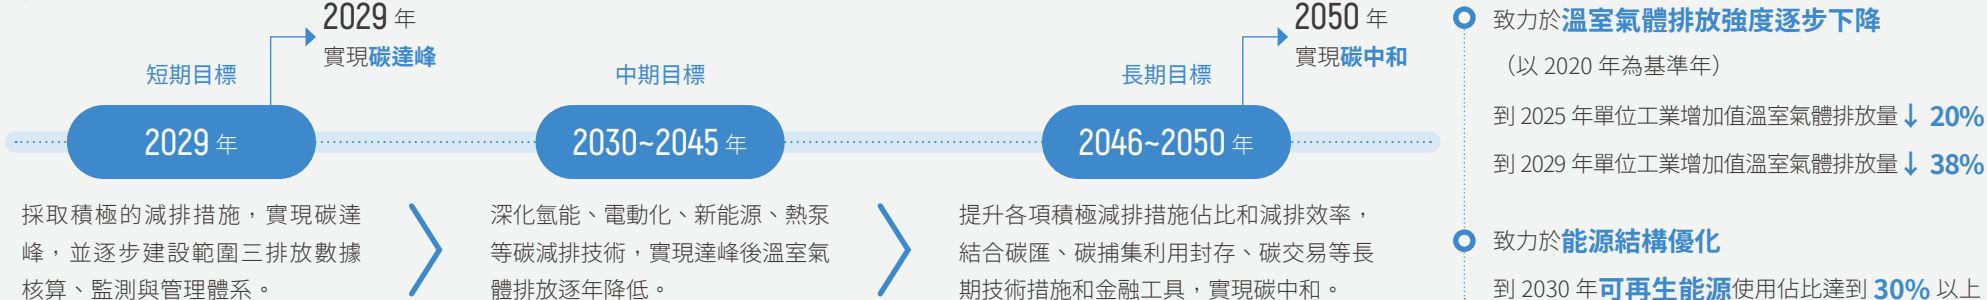 2029 年
實現碳達峰
短期目標
2029 年
採取積極的減排措施，實現碳達
峰，並逐步建設範圍三排放數據
核算、監測與管理體系。
中期目標
2030~2045 年
深化氫能、電動化、新能源、熱泵
等碳減排技術，實現達峰後溫室氣
體排放逐年降低。
2050 年
實現碳中和
長期目標
2046~2050 年
提升各項積極減排措施佔比和減排效率，
結合碳匯、碳捕集利用封存、碳交易等長
期技術措施和金融工具，實現碳中和。
致力於溫室氣體排放強度逐步下降
（以 2020 年為基準年）
到 2025 年單位工業增加值溫室氣體排放量↓ 20%
到 2029 年單位工業增加值溫室氣體排放量↓ 38%
致力於能源結構優化
到 2030 年可再生能源使用佔比達到 30% 以上